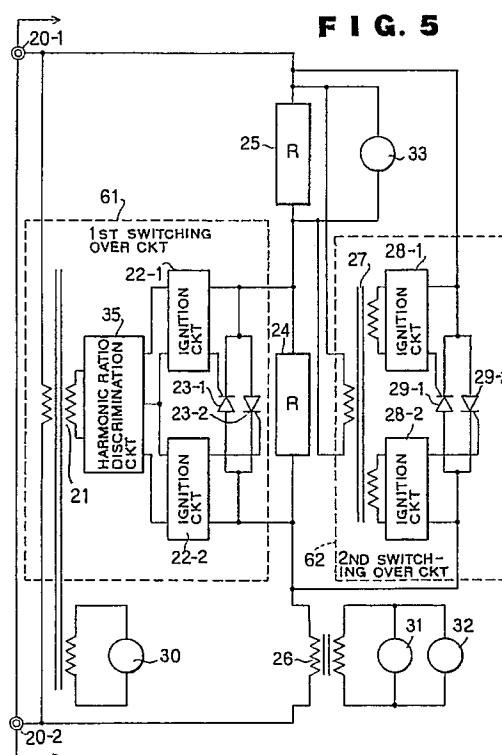 FIG. 5
20-1
25
R
33
61
1ST SWITCHING
OVER CKT
22-1
28-1
27
35
IGNITION
CKT
24
IGNITION
CKT
HARMONIC RATIO
DISCRIMINATION
CKT
23-1
23-2
R
29-1
29-
28-2
21
IGNITION
CKT
IGNITION
CKT
22-2
62
2ND SWITCH-
ING OVER CKT
30
26
31
32
20-2